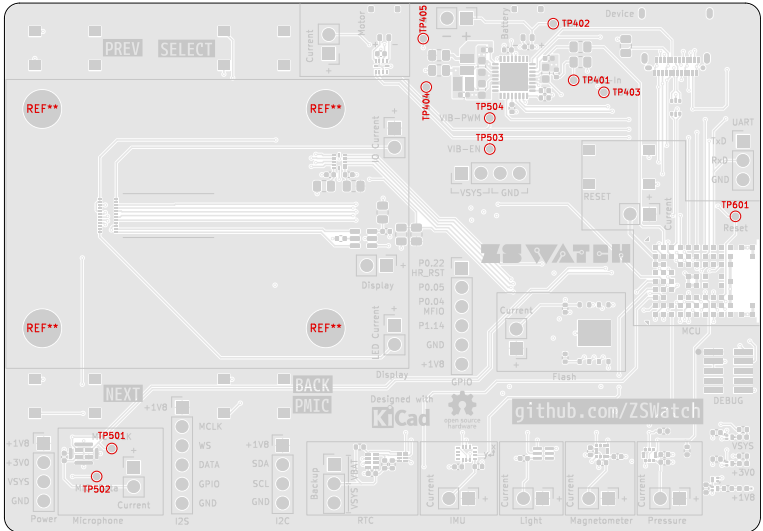 TP405
TP402
Device
Motor
Battery
PREV
SELECT
Current
TP401
TP403
TP404
REF**
REF**
TP504
VIB-PWM
UART
TxD
IO Current
TP503
VIB-EN
RxD
GND
VSYS
GND
RESET
Current
TP601
Reset
ZSWATCH
P0.22
HR_RST
Display
P0.05
P0.04
MFIO
Current
REF**
REF**
LED Current
P1.14
MCU
GND
+1V8
Display
Flash
GPIO
NEXT
BACK
PMIC
DEBUG
+1V8
Designed with
KiCad
open source
hardware
github.com/ZSWatch
MCLK
TP501
WS
+1V8
+1V8
VSYS
+3V0
DATA
SDA
Backup
VBAT
+3V0
VSYS
TP502
GPIO
SCL
VSYS
Current
Current
Current
Current
+1V8
GND
Current
GND
GND
Power
Microphone
I2S
I2C
RTC
IMU
Light
Magnetometer
Pressure